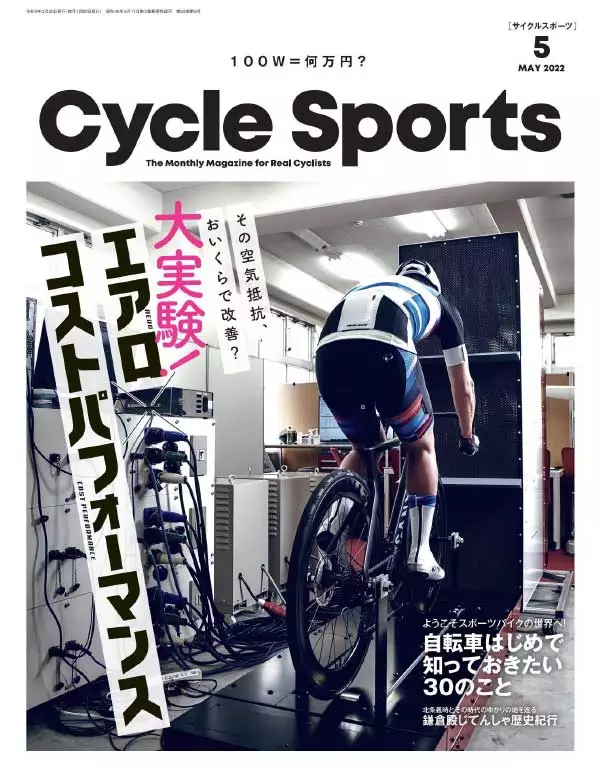 [サイクルスポーツ]
5
MAY 2022
100W=何万円？
Cycle Sports
The Monthly Magazine for Real Cyclists
その空気抵抗、
おいくらで改善？
大実験！
エアロ
AERO
コストパフォーマンス
COST PERFORMANCE
ようこそスポーツバイクの世界へ！
自転車はじめで
知っておきたい
30のこと
北条義時とその時代のゆかりの地を巡る
鎌倉殿じてんしゃ歴史紀行